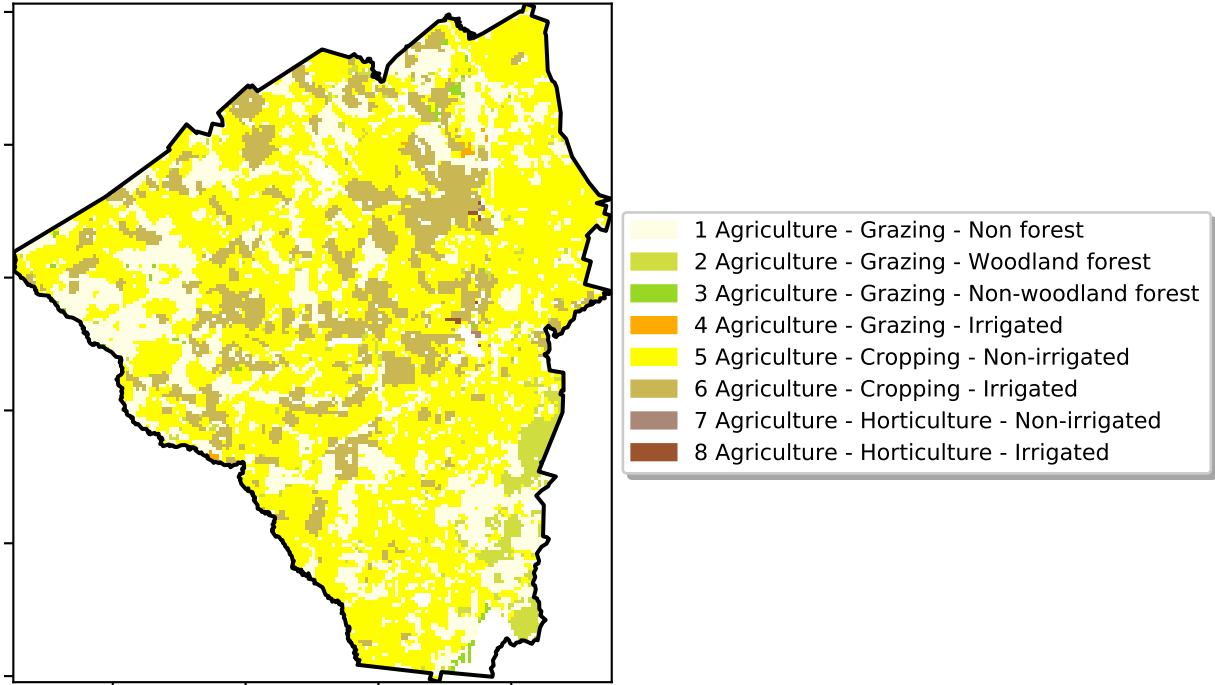 1 Agriculture - Grazing - Non forest
2 Agriculture - Grazing - Woodland forest
3 Agriculture - Grazing - Non-woodland forest
4 Agriculture - Grazing - Irrigated
5 Agriculture - Cropping - Non-irrigated
6 Agriculture - Cropping - Irrigated
7 Agriculture - Horticulture - Non-irrigated
8 Agriculture - Horticulture - Irrigated